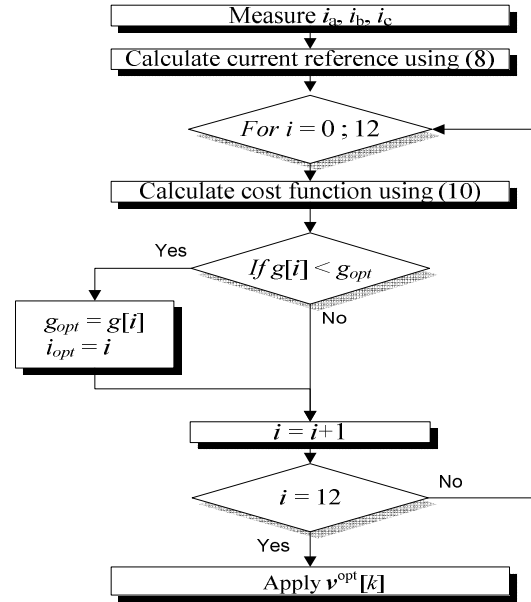 Measure ia, ib, ic
Calculate current reference using (8)
For i = 0 ; 12
Calculate cost function using (10)
Yes
If g[i] < gopt
gopt = g[i]
iopt = i
No
i = i+1
i = 12
No
Yes
Apply vopt[k]